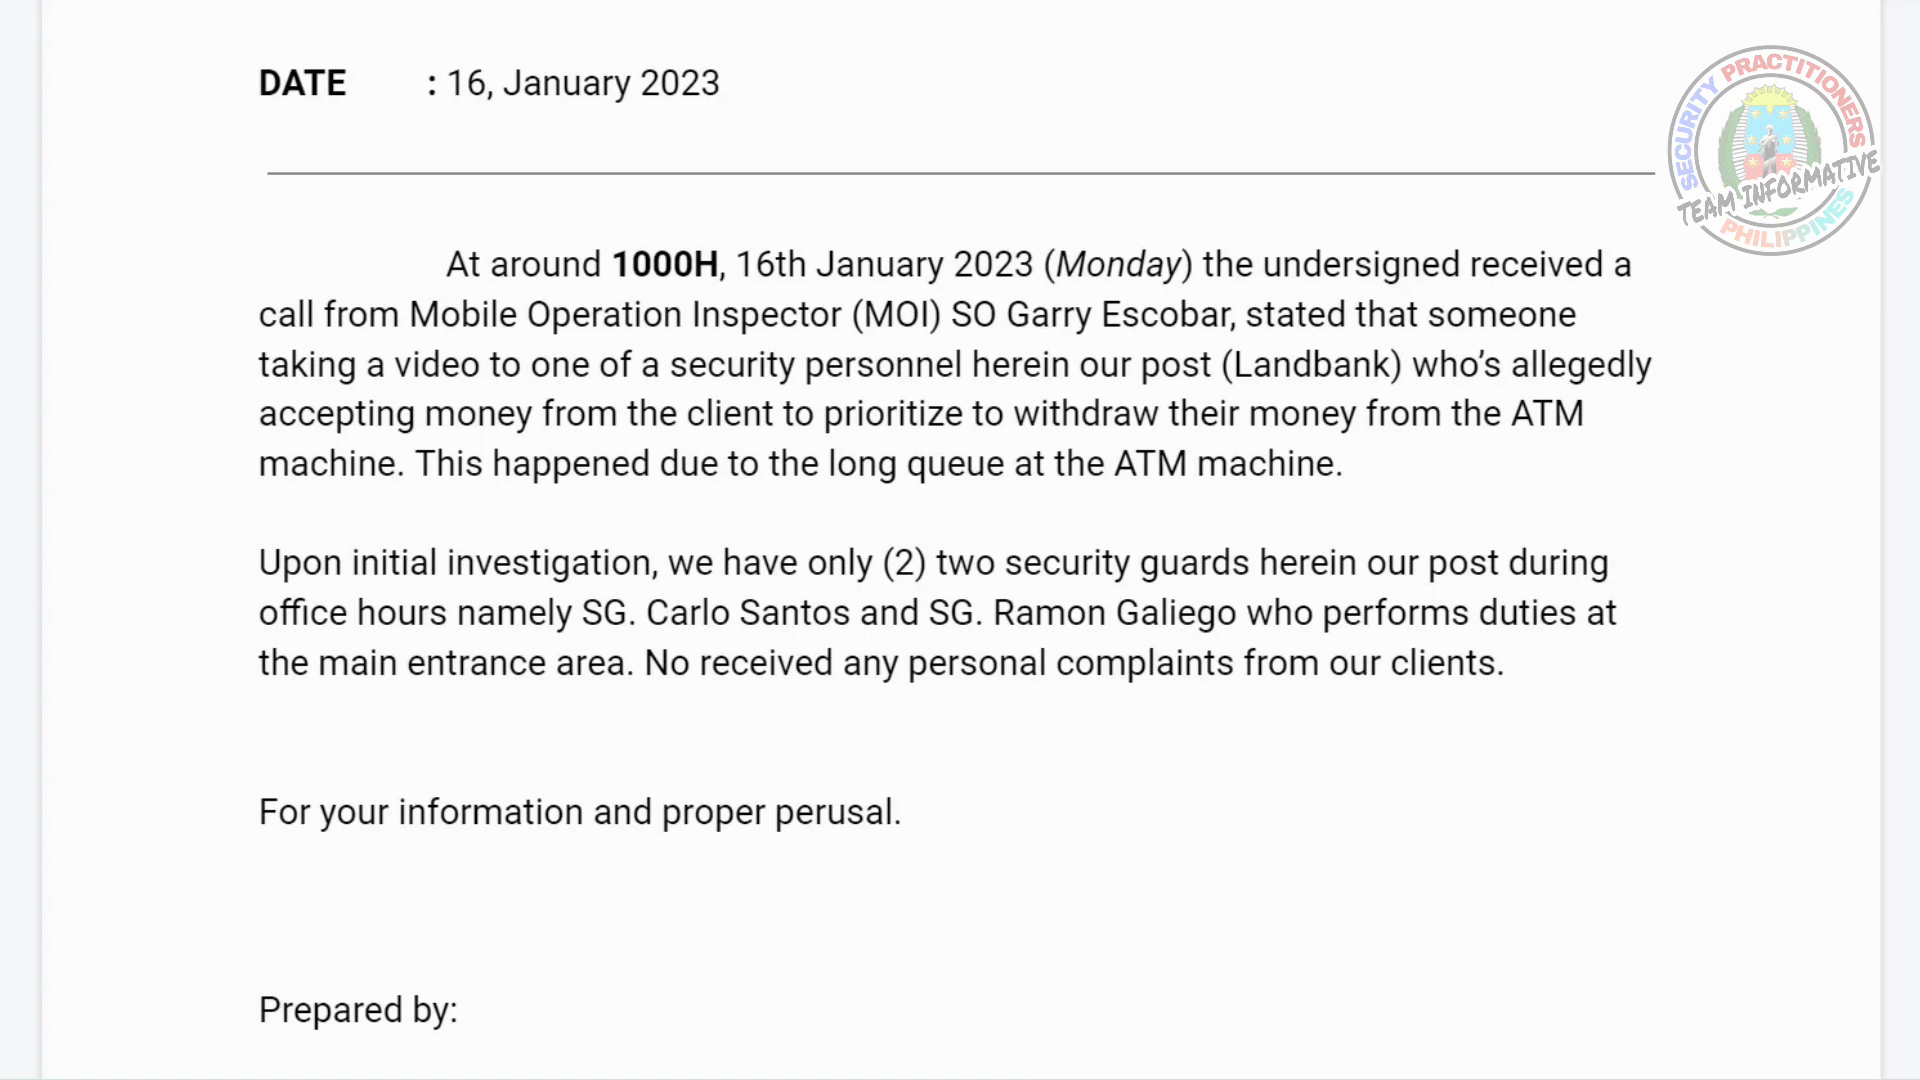 DATE : 16, January 2023
SECURITY PRACTITIONERS
TEAM INFORMATIVE
PHILIPPINES
At around 1000H, 16th January 2023 (Monday) the undersigned received a
call from Mobile Operation Inspector (MOI) SO Garry Escobar, stated that someone
taking a video to one of a security personnel herein our post (Landbank) who’s allegedly
accepting money from the client to prioritize to withdraw their money from the ATM
machine. This happened due to the long queue at the ATM machine.
Upon initial investigation, we have only (2) two security guards herein our post during
office hours namely SG. Carlo Santos and SG. Ramon Galiego who performs duties at
the main entrance area. No received any personal complaints from our clients.
For your information and proper perusal.
Prepared by: